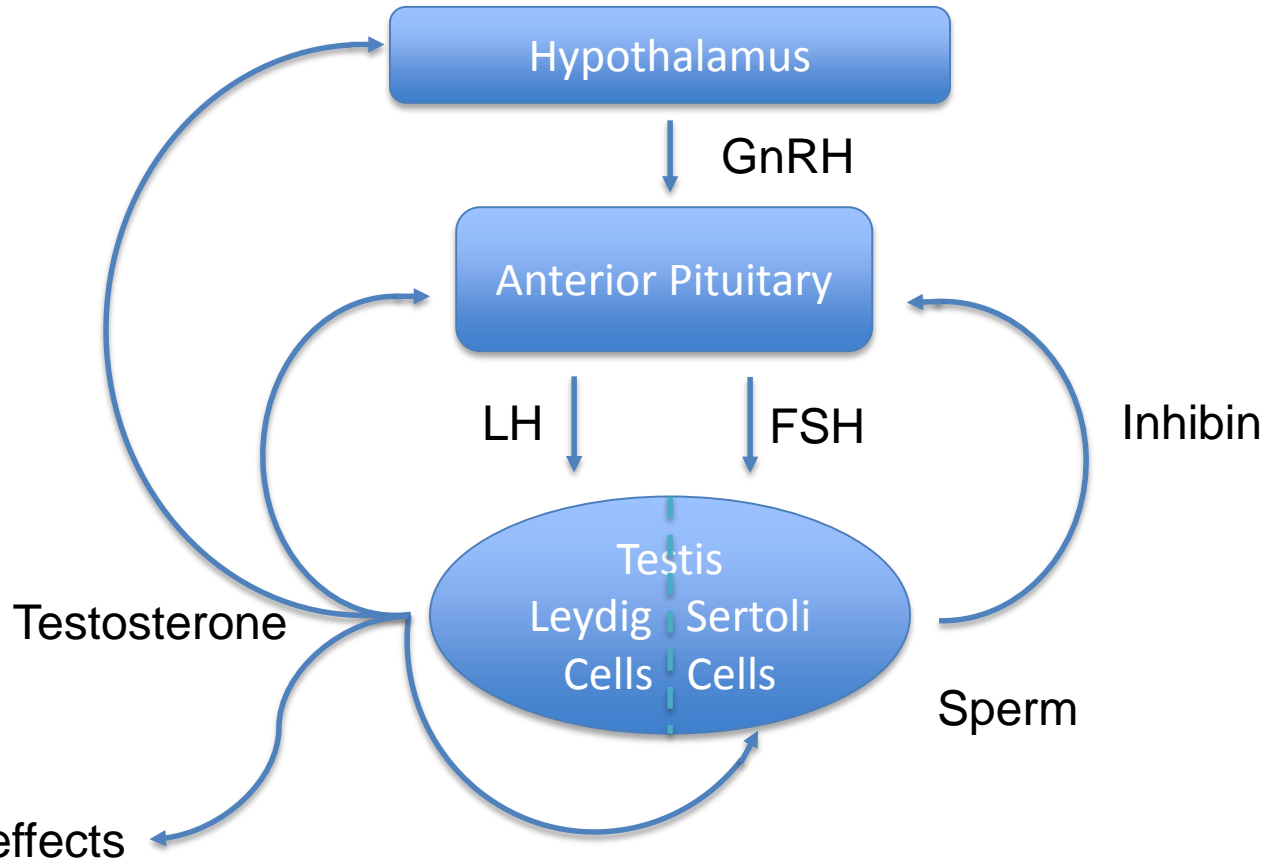 Hypothalamus
GnRH
Anterior Pituitary
LH
FSH
Inhibin
Testis
Leydig Sertoli
Cells Cells
Testosterone
Sperm
effects